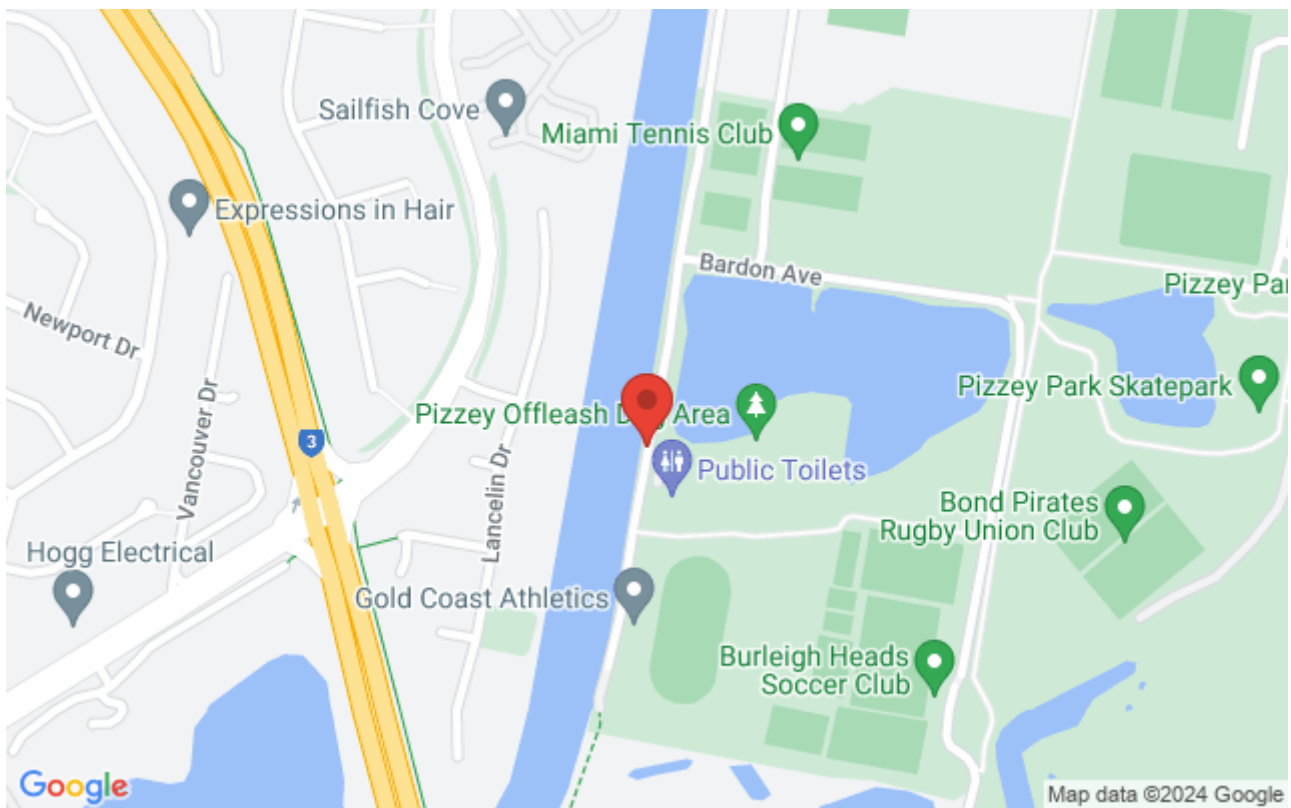 Sailfish Cove
Miami Tennis Club
Expressions in Hair
Bardon Ave
Pizzey Par
Newport Dr
Vancouver Dr
3
Lancelin Dr
Pizzey Park Skatepark
Pizzey Offleash D Area
Public Toilets
Bond Pirates
Rugby Union Club
Hogg Electrical
Gold Coast Athletics
Burleigh Heads
Soccer Club
Google
Map data ©2024 Google